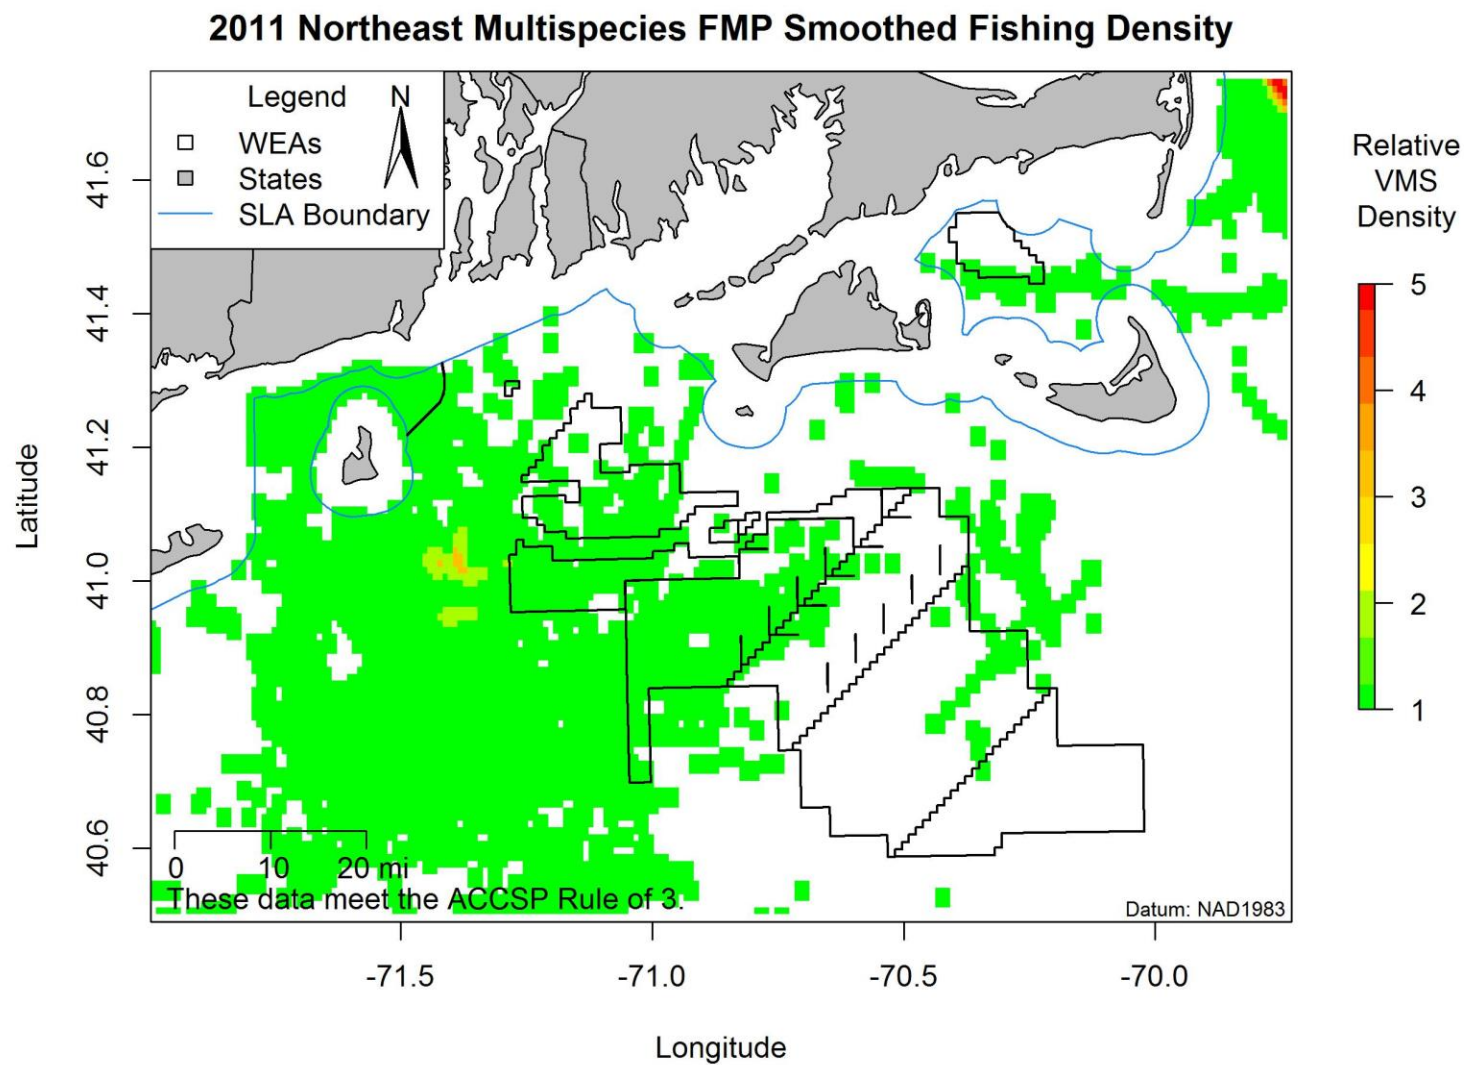 2011 Northeast Multispecies FMP Smoothed Fishing Density
Legend
N
WEAs
States
SLA Boundary
Relative
VMS
Density
5
4
3
2
1
Latitude
41.6
41.4
41.2
41.0
40.8
40.6
0 10 20 mi
These data meet the ACCSP Rule of 3.
Datum: NAD1983
-71.5 -71.0 -70.5 -70.0
Longitude